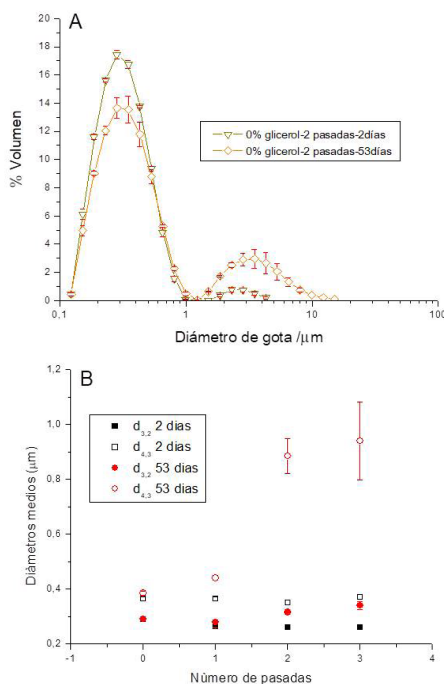 A
18
16
14
12
10
8
6
4
2
0
% Volumen
0% glicerol-2 pasadas-2días
0% glicerol-2 pasadas-53días
0,1 1 10 100
Diámetro de gota /μm
B
1,2
1,0
0,8
0,6
0,4
0,2
Diámetros medios (μm)
d3,2 2 dias
d4,3 2 dias
d3,2 53 dias
d4,3 53 dias
-1 0 1 2 3 4
Número de pasadas